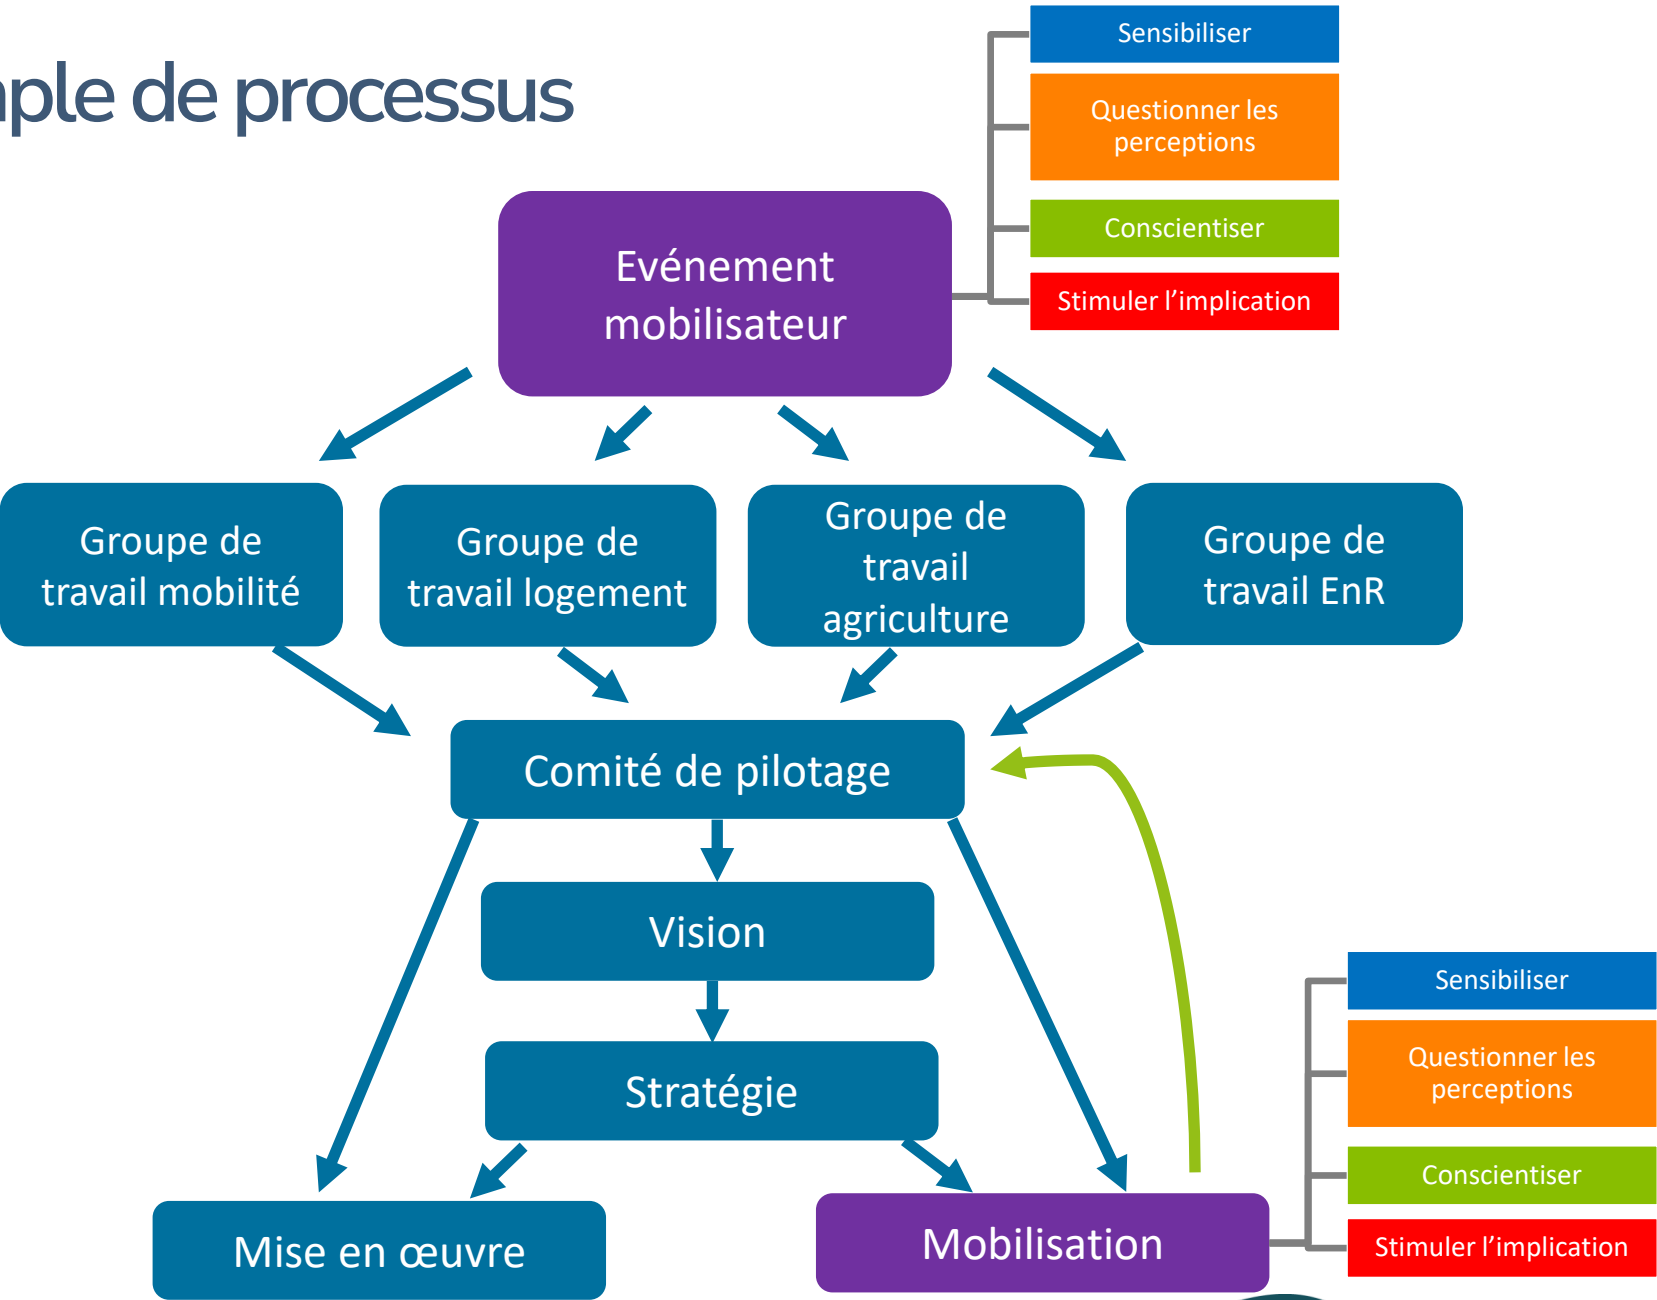 mple de processus
Sensibiliser
Questionner les
perceptions
Conscientiser
Stimuler l'implication
Evénement
mobilisateur
Groupe de
travail mobilité
Groupe de
travail logement
Groupe de
travail
agriculture
Groupe de
travail EnR
Comité de pilotage
Vision
Stratégie
Mise en œuvre
Mobilisation
Sensibiliser
Questionner les
perceptions
Conscientiser
Stimuler l'implication